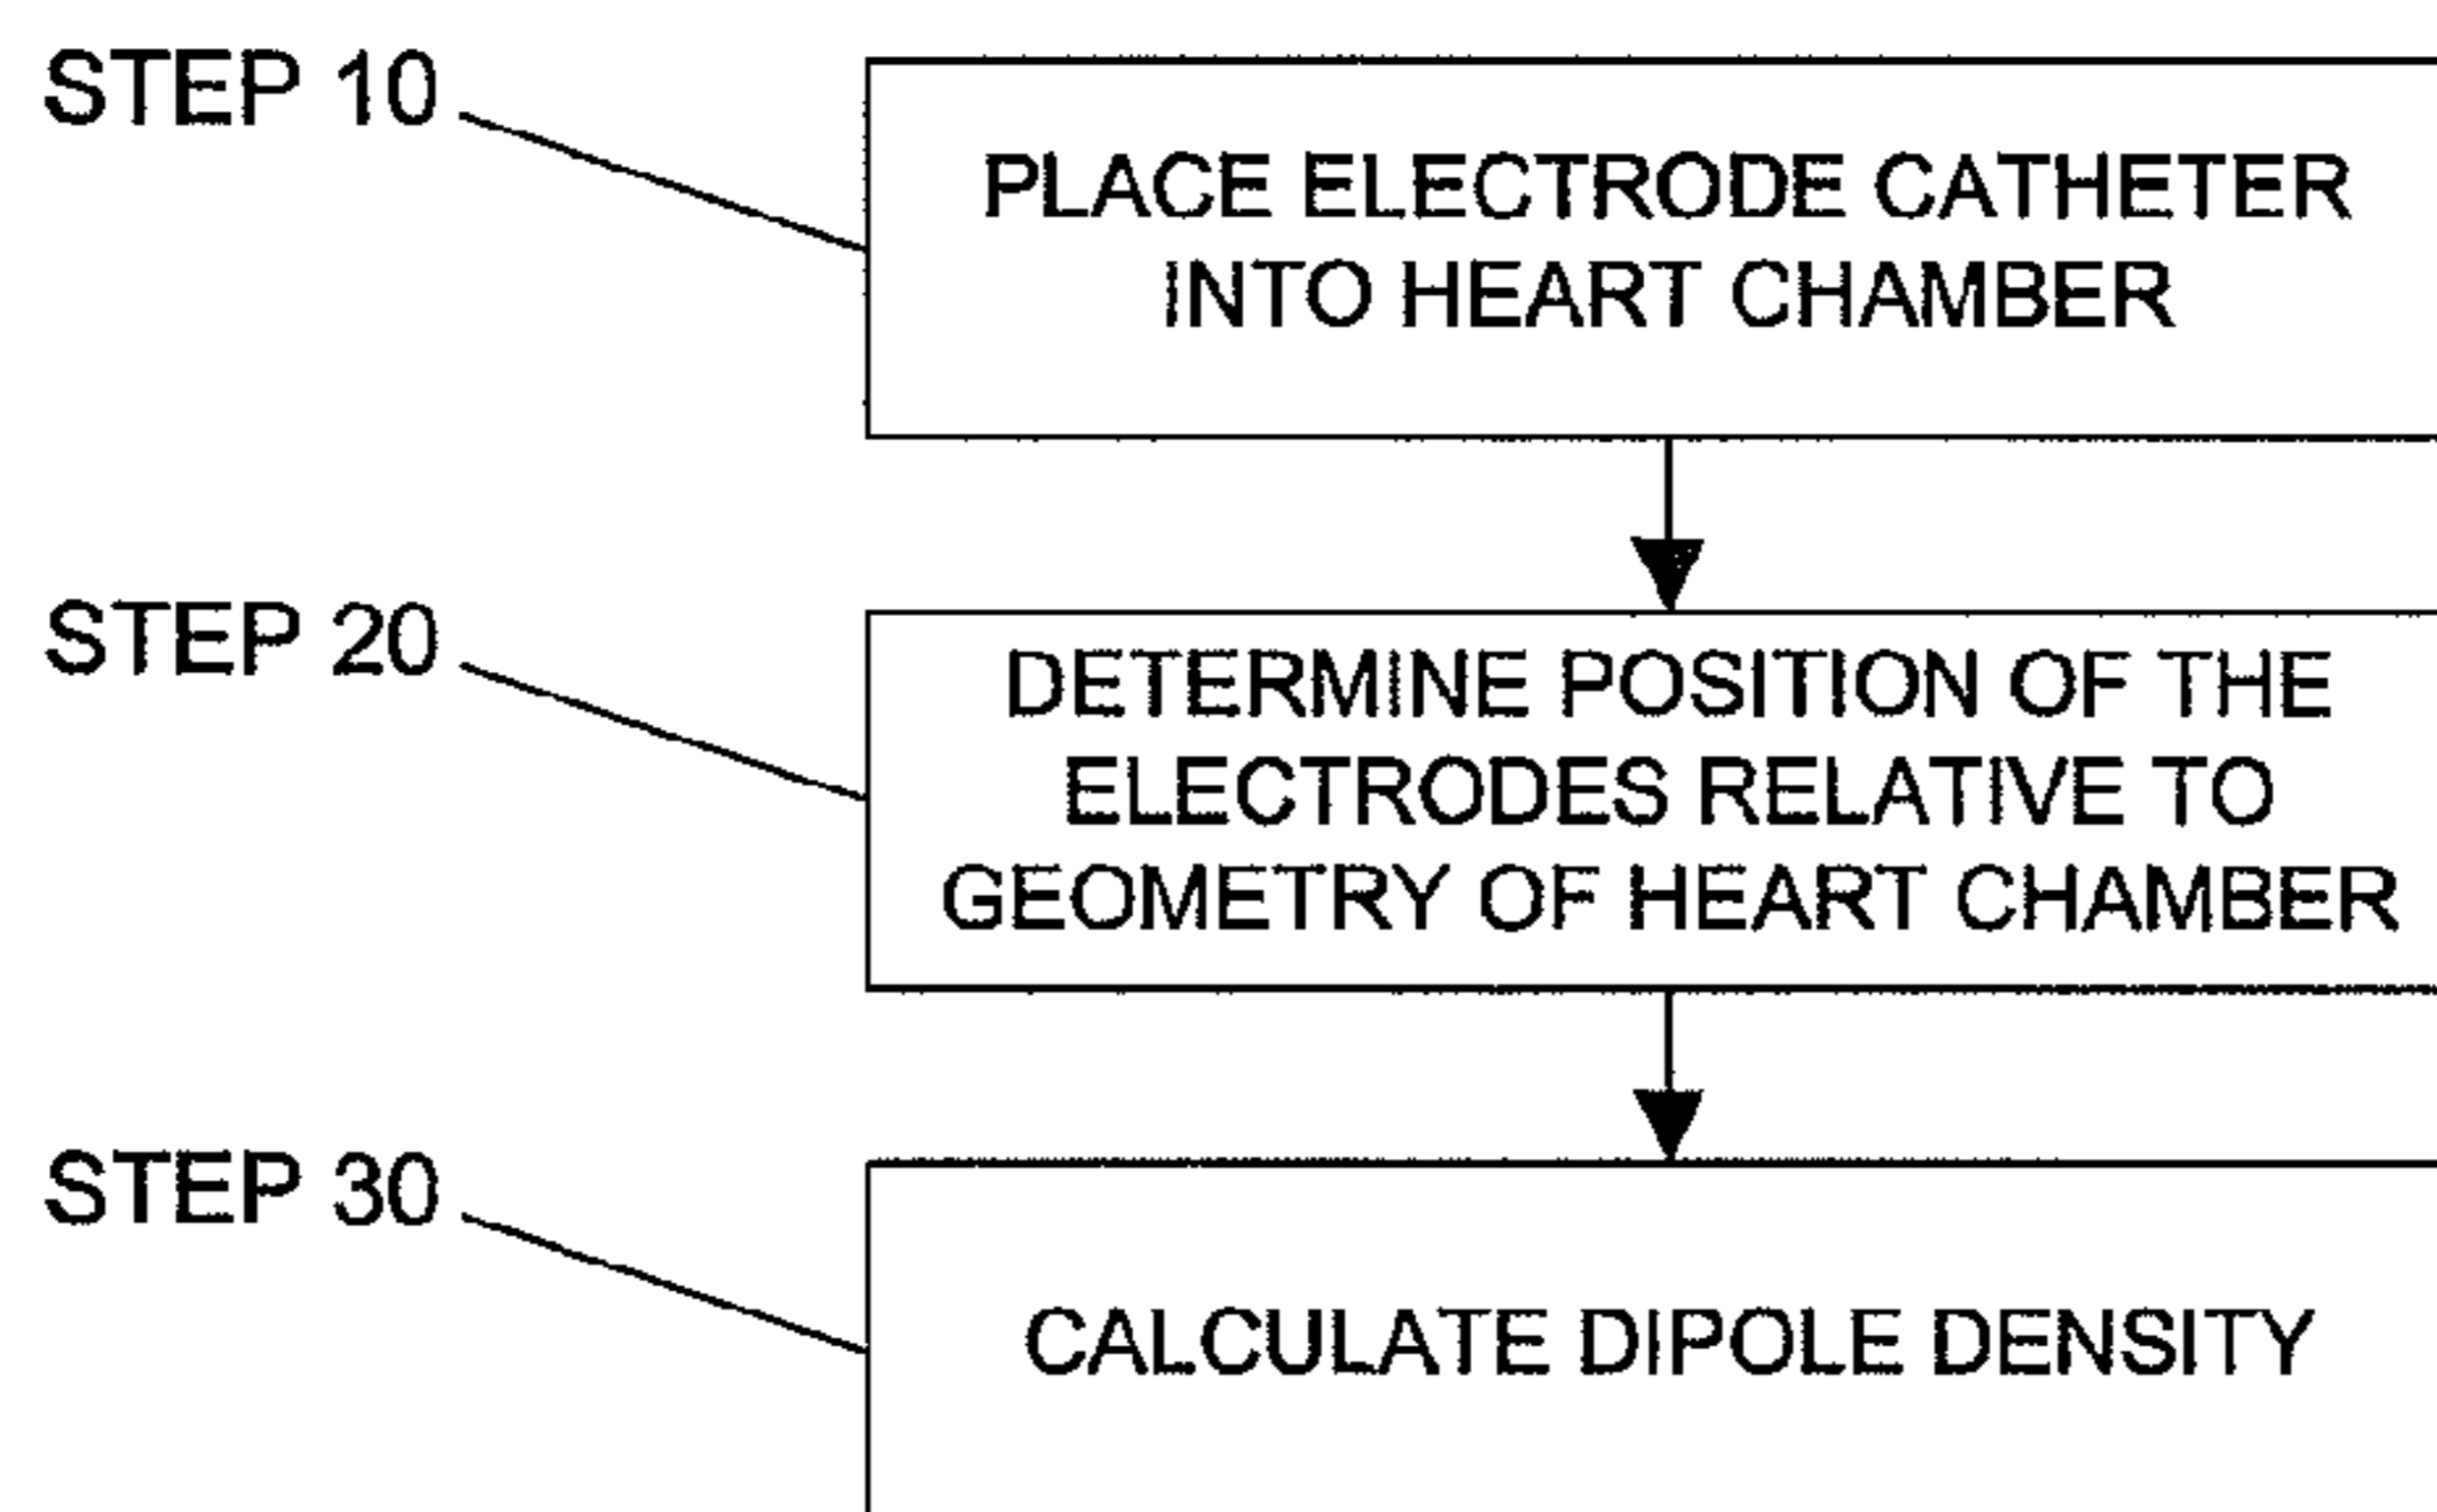 STEP 10
PLACE ELECTRODE CATHETER
INTO HEART CHAMBER
STEP 20
DETERMINE POSITION OF THE
ELECTRODES RELATIVE TO
GEOMETRY OF HEART CHAMBER
STEP 30
CALCULATE DIPOLE DENSITY